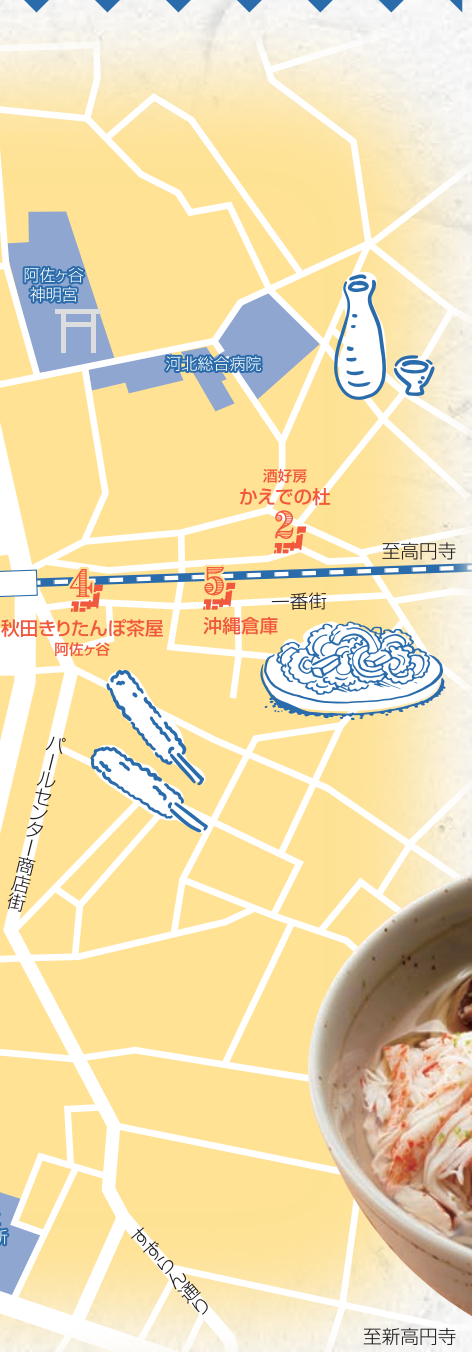 阿佐ヶ谷
神明宮
河北総合病院
酒好房
かえでの杜
2
至高円寺
4
5
一番街
秋田きりたんぽ茶屋
阿佐ヶ谷
沖縄倉庫
パールセンター商店街
所
すずらん通り
至新高円寺